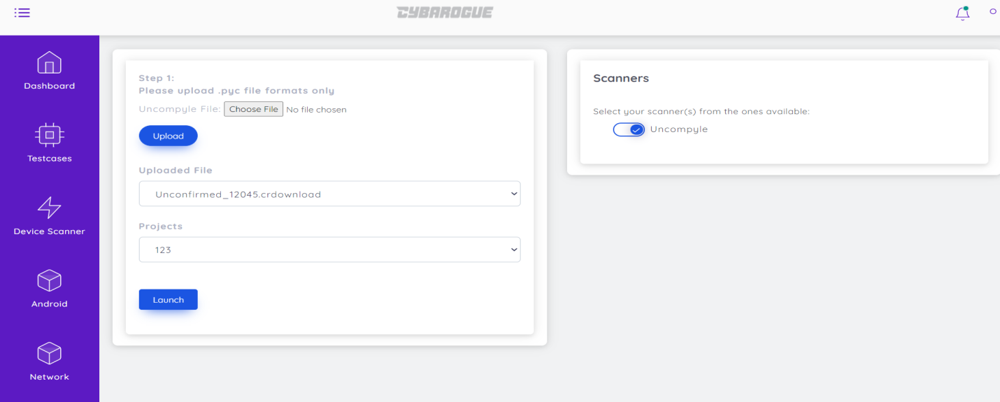 CYBAROGUE
Dashboard
Testcases
Device Scanner
Android
Network
Step 1:
Please upload .pyc file formats only
Uncompyle File: Choose File No file chosen
Upload
Uploaded File
Unconfirmed_12045.crdownload
Projects
123
Launch
Scanners
Select your scanner(s) from the ones available:
Uncompyle